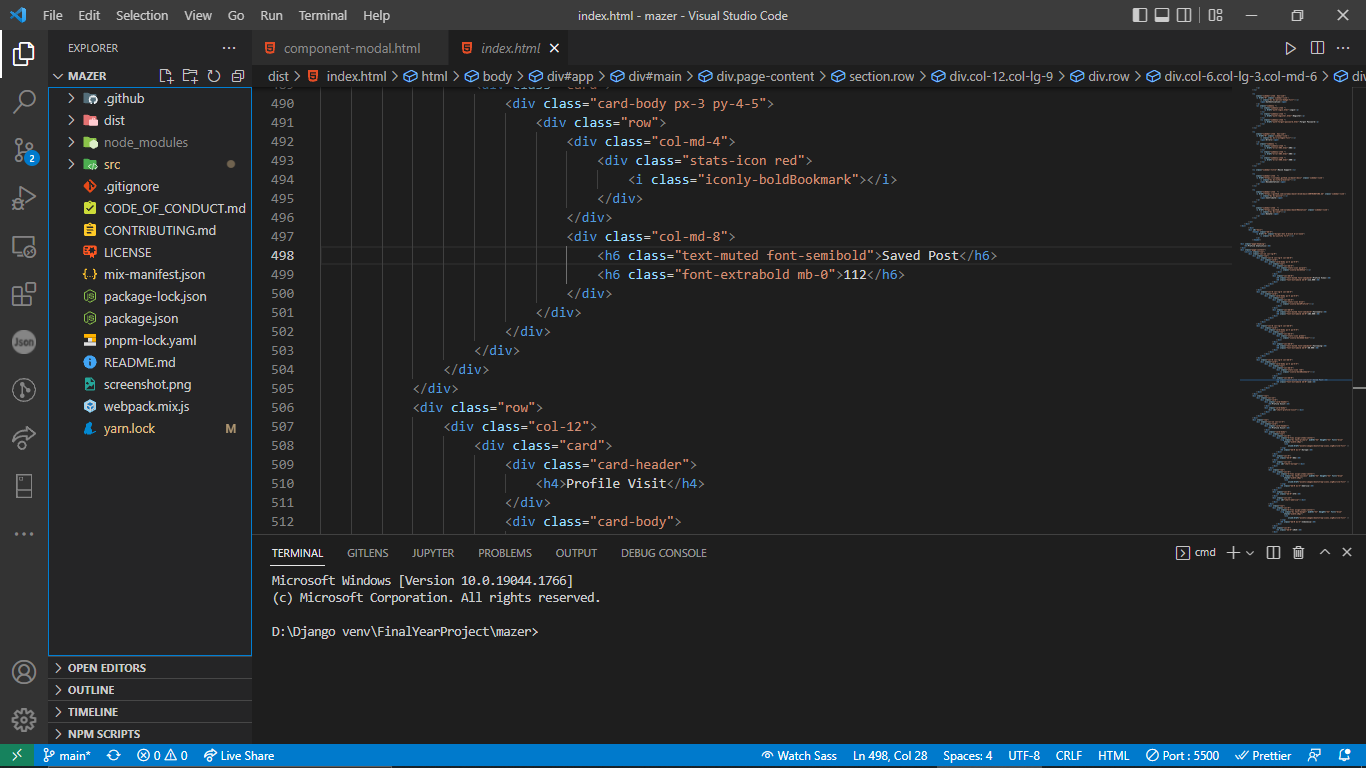 File Edit Selection View Go Run Terminal Help
index.html - mazer - Visual Studio Code
EXPLORER
MAZER
.github
dist
node_modules
src
.gitignore
CODE_OF_CONDUCT.md
CONTRIBUTING.md
LICENSE
mix-manifest.json
package-lock.json
package.json
pnpm-lock.yaml
README.md
screenshot.png
webpack.mix.js
yarn.lock M
OPEN EDITORS
OUTLINE
TIMELINE
NPM SCRIPTS
2
Json
component-modal.html index.html
dist > index.html > html > body > div#app > div#main > div.page-content > section.row > div.col-12.col-lg-9 > div.row > div.col-6.col-lg-3.col-md-6 >
490 <div class="card-body px-3 py-4-5">
491 <div class="row">
492 <div class="col-md-4">
493 <div class="stats-icon red">
494 <i class="iconly-boldBookmark"></i>
495 </div>
496 </div>
497 <div class="col-md-8">
498 <h6 class="text-muted font-semibold">Saved Post</h6>
499 <h6 class="font-extrabold mb-0">112</h6>
500 </div>
501 </div>
502 </div>
503 </div>
504 </div>
505 </div>
506 <div class="row">
507 <div class="col-12">
508 <div class="card">
509 <div class="card-header">
510 <h4>Profile Visit</h4>
511 </div>
512 <div class="card-body">
TERMINAL GITLENS JUPYTER PROBLEMS OUTPUT DEBUG CONSOLE
cmd
Microsoft Windows [Version 10.0.19044.1766]
(c) Microsoft Corporation. All rights reserved.
D:\Django venv\FinalYearProject\mazer>
main* 0 0 Live Share
Watch Sass Ln 498, Col 28 Spaces: 4 UTF-8 CRLF HTML Port : 5500 Prettier